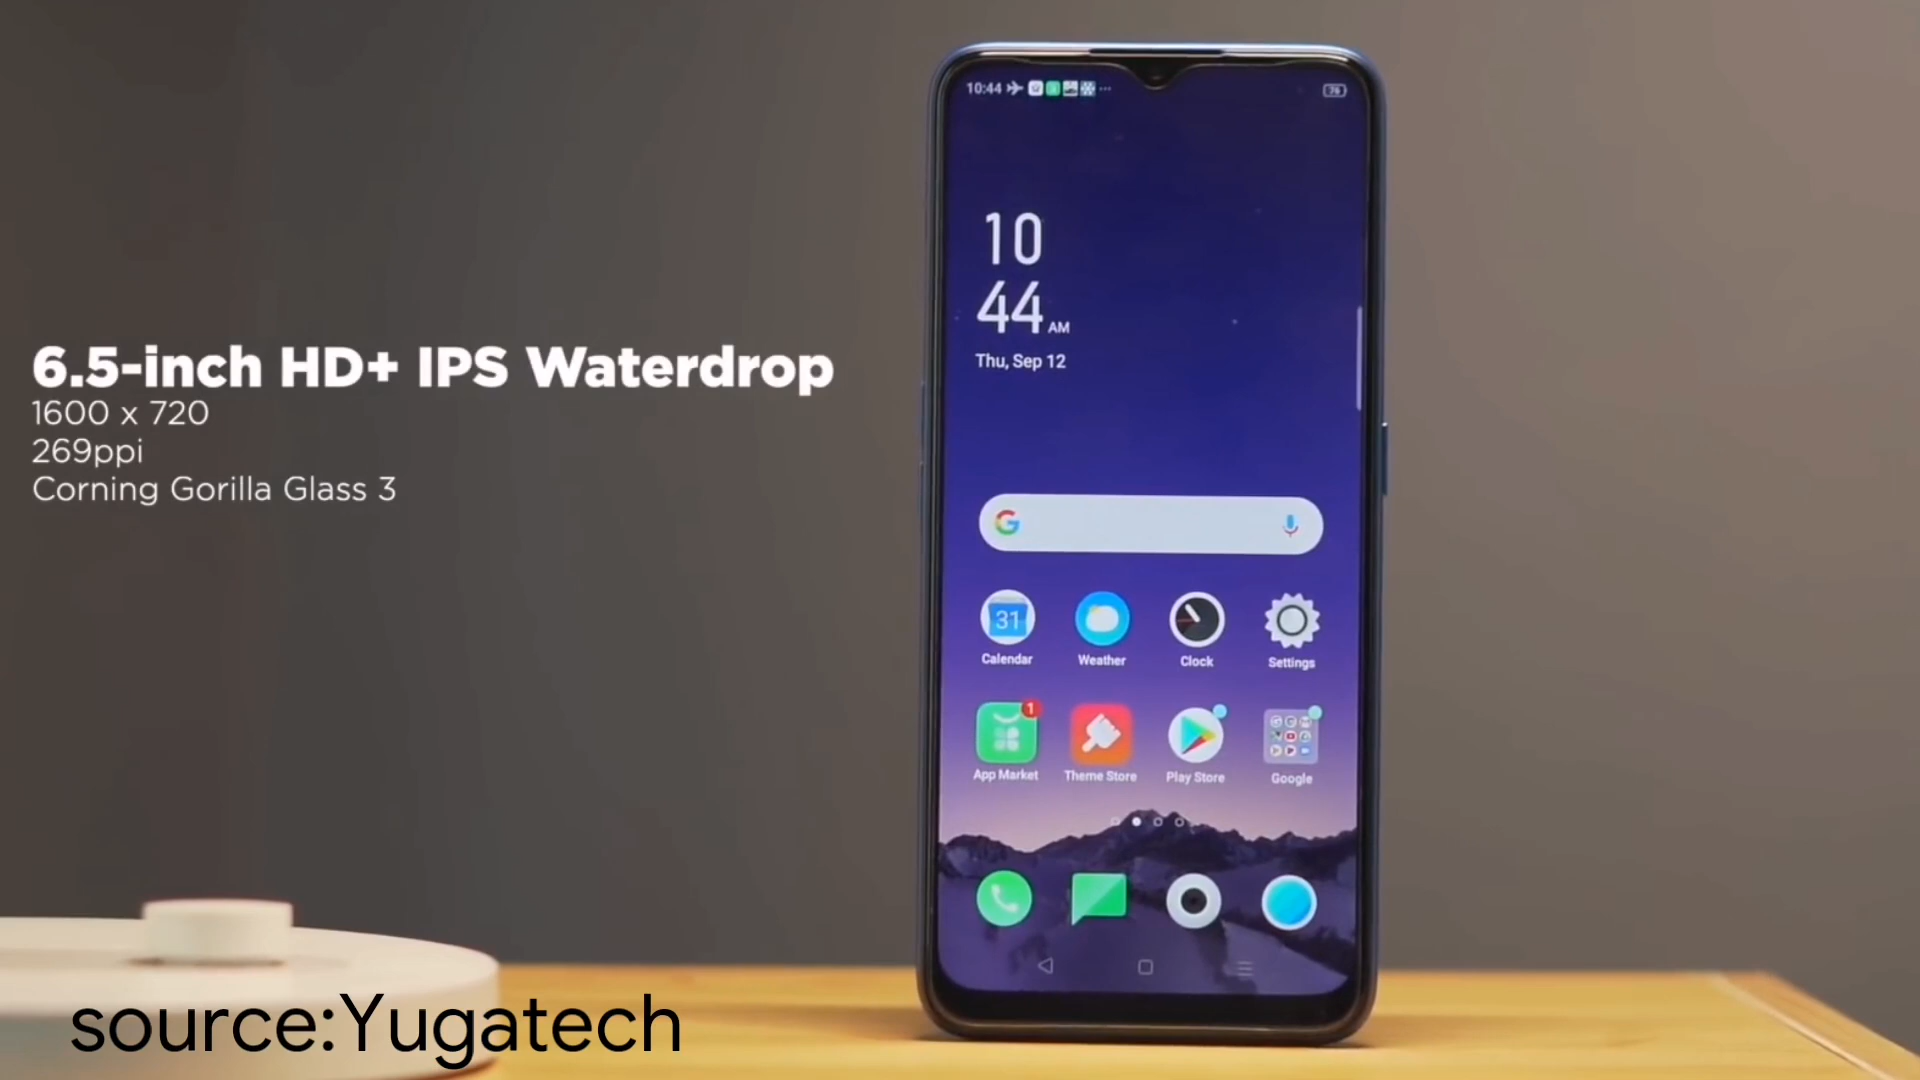 6.5-inch HD+ IPS Waterdrop
1600 x 720
269ppi
Corning Gorilla Glass 3
10:44
76
10
44 AM
Thu, Sep 12
G
31
Calendar
Weather
Clock
Settings
1
App Market
Theme Store
Play Store
Google
source:Yugatech